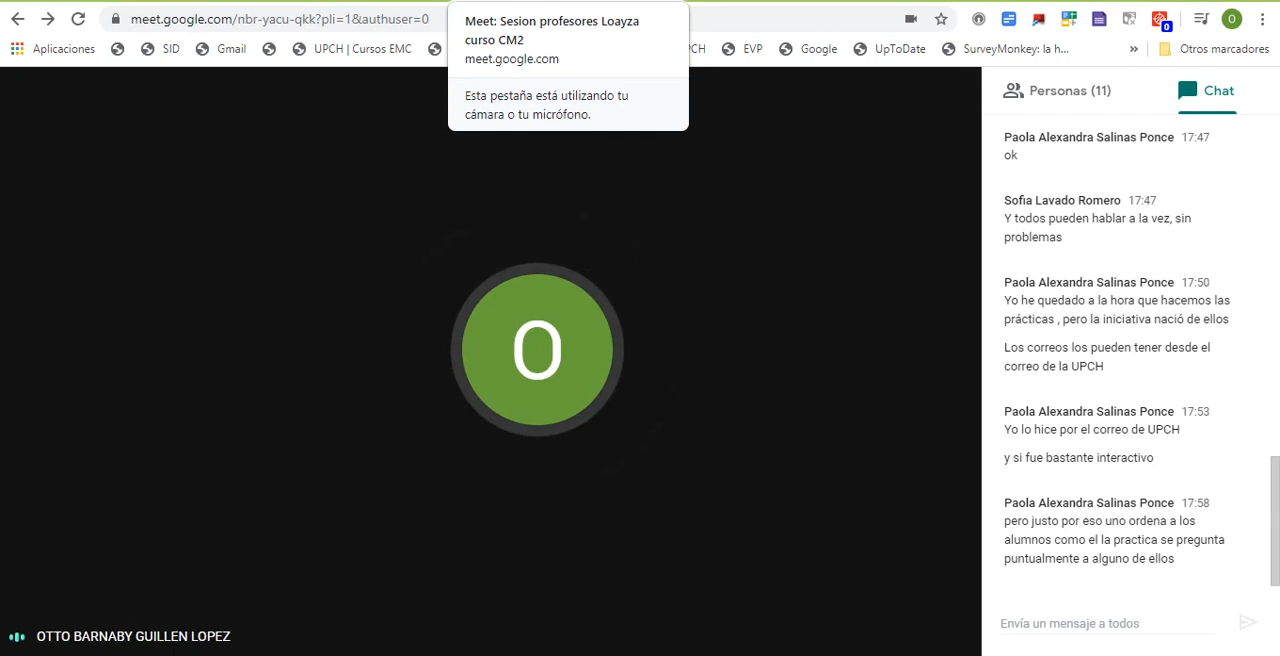 meet.google.com/nbr-yacu-qkk?pli=1&authuser=0
Meet: Sesion profesores Loayza
curso CM2
meet.google.com
Esta pestaña está utilizando tu
cámara o tu micrófono.
0
O
Aplicaciones
SID
Gmail
UPCH | Cursos EMC
PCH
EVP
Google
UpToDate
SurveyMonkey: la h...
»
Otros marcadores
Personas (11)
Chat
Paola Alexandra Salinas Ponce 17:47
ok
Sofia Lavado Romero 17:47
Y todos pueden hablar a la vez, sin
problemas
Paola Alexandra Salinas Ponce 17:50
Yo he quedado a la hora que hacemos las
prácticas , pero la iniciativa nació de ellos
Los correos los pueden tener desde el
correo de la UPCH
Paola Alexandra Salinas Ponce 17:53
Yo lo hice por el correo de UPCH
y si fue bastante interactivo
Paola Alexandra Salinas Ponce 17:58
pero justo por eso uno ordena a los
alumnos como el la practica se pregunta
puntualmente a alguno de ellos
Envía un mensaje a todos
O
OTTO BARNABY GUILLEN LOPEZ